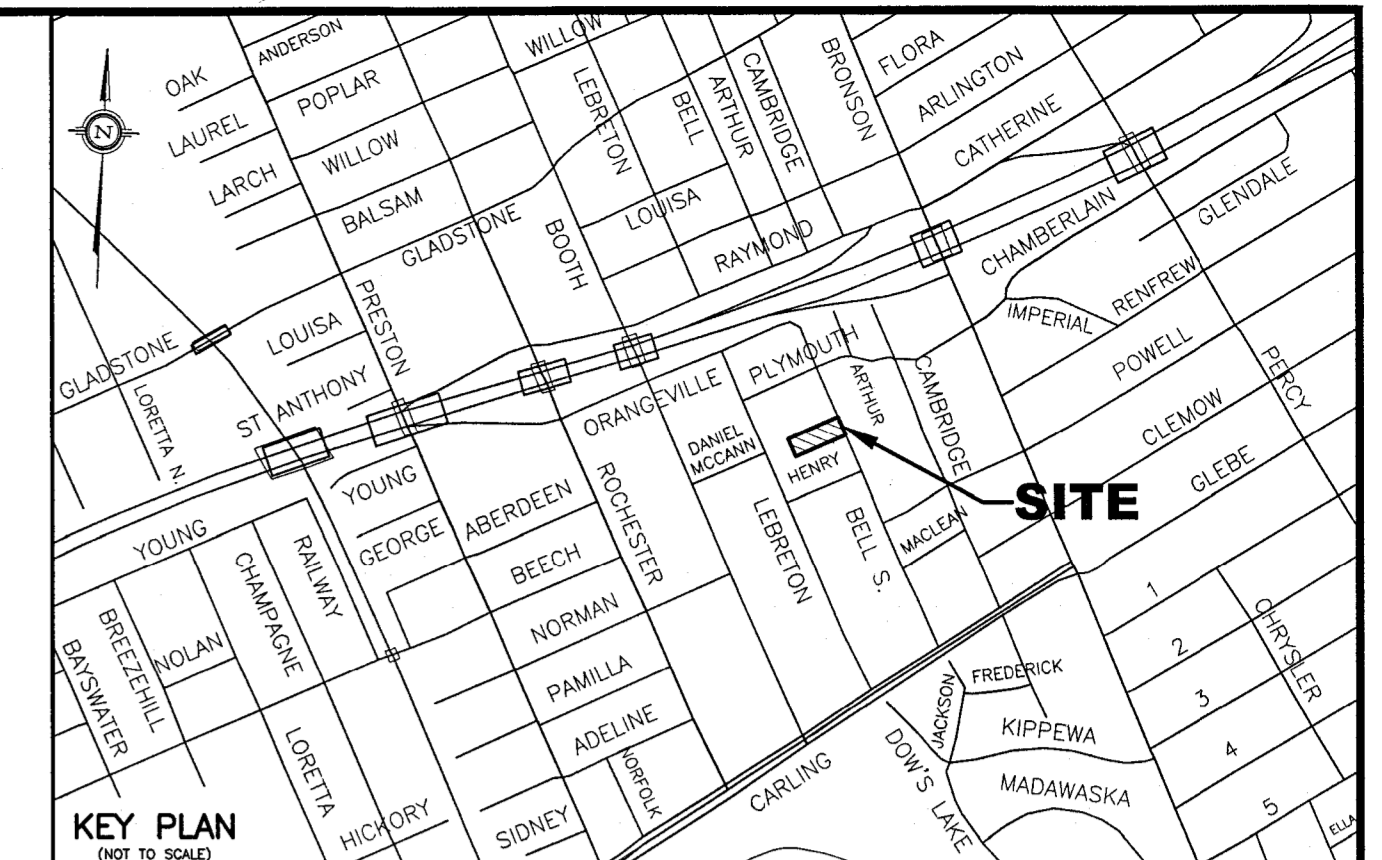 OAK
ANDERSON
WILLOW
BRONSON
FLORA
LAUREL
POPLAR
LEBRETON
BELL
ARTHUR
CAMBRIDGE
ARLINGTON
N
LARCH
WILLOW
CATHERINE
BALSAM
GLADSTONE
BOOTH
LOUISA
RAYMOND
CHAMBERLAIN
GLENDALE
PRESTON
LOUISA
IMPERIAL
RENFREW
GLADSTONE
LORETTA N.
ST ANTHONY
ORANGEVILLE
PLYMOUTH
ARTHUR
CAMBRIDGE
POWELL
PERCY
DANIEL
MCCANN
HENRY
CLEMOW
YOUNG
ROCHESTER
GLEBE
SITE
YOUNG
GEORGE
ABERDEEN
LEBRETON
BELL S.
MACLEAN
RAILWAY
CHAMPAGNE
BEECH
BREEZEHILL
NOLAN
NORMAN
1
CHRYSLER
BAYSWATER
PAMILLA
2
JACKSON
FREDERICK
3
ADELINE
KIPPEWA
4
LORETTA
NORFOLK
CARLING
DOW'S LAKE
MADAWASKA
5
KEY PLAN
(NOT TO SCALE)
HICKORY
SIDNEY
ELLA